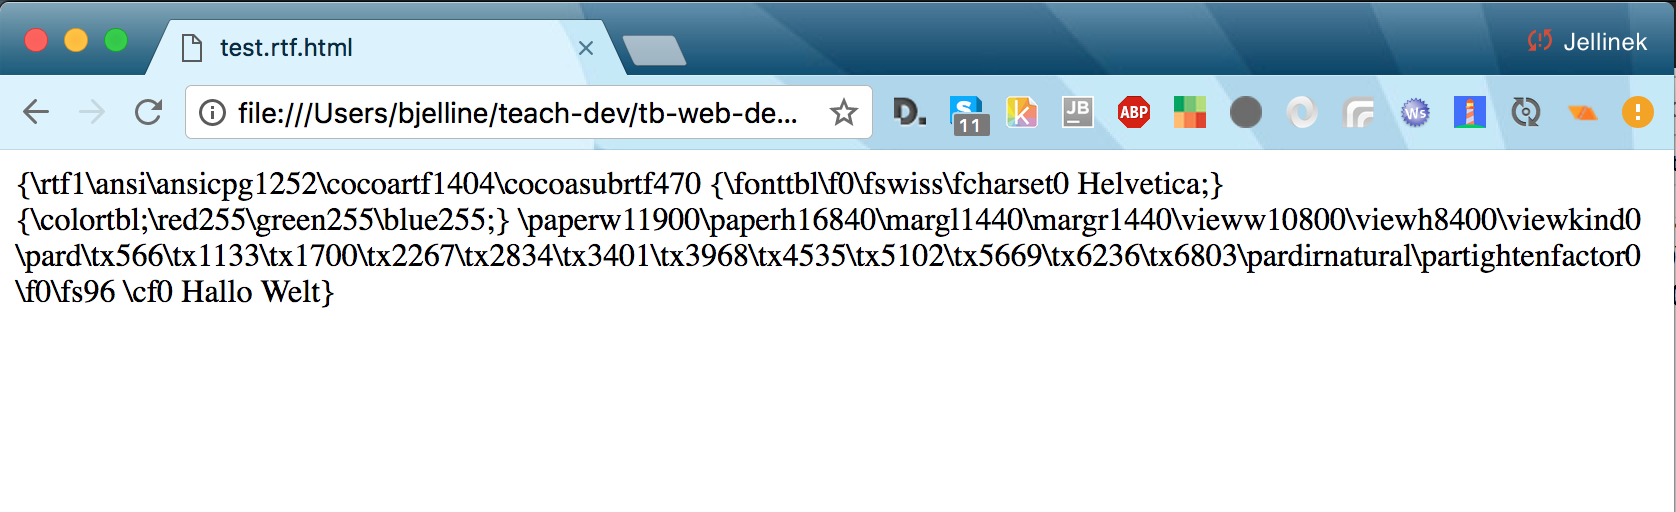 test.rtf.html
Jellinek
file:///Users/bjelline/teach-dev/tb-web-de...
D.
S
11
K
JB
ABP
Ws
{\rtf1\ansi\ansicpg1252\cocoartf1404\cocoasubrtf470 {\fonttbl\f0\fswiss\fcharset0 Helvetica;}
{\colortbl;\red255\green255\blue255;} \paperw11900\paperh16840\margl1440\margr1440\vieww10800\viewh8400\viewkind0
\pard\tx566\tx1133\tx1700\tx2267\tx2834\tx3401\tx3968\tx4535\tx5102\tx5669\tx6236\tx6803\pardirnatural\partightenfactor0
\f0\fs96 \cf0 Hallo Welt}